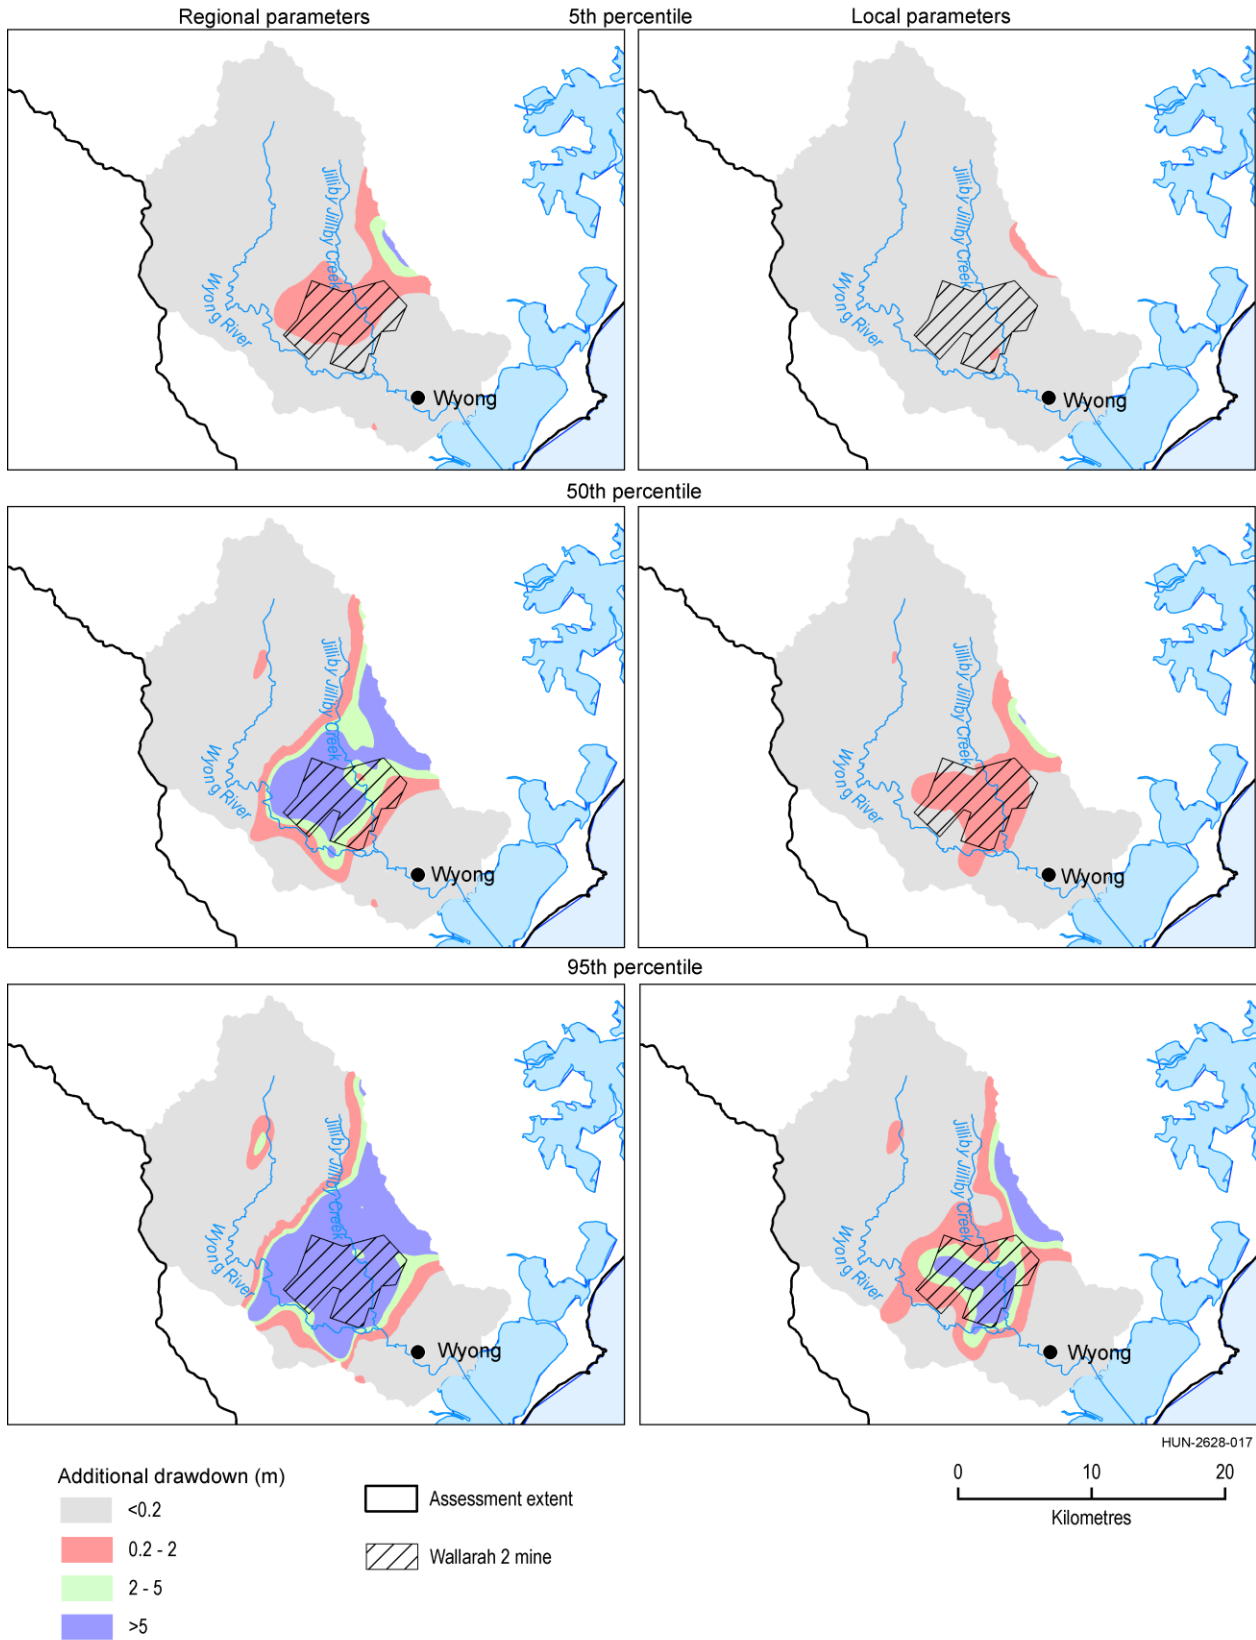 Regional parameters
5th percentile
Local parameters
Jilliby Jilliby Creek
Wyong River
Wyong
Jilliby Jilliby Creek
Wyong River
Wyong
50th percentile
Jilliby Jilliby Creek
Wyong River
Wyong
Jilliby Jilliby Creek
Wyong River
Wyong
95th percentile
Jilliby Jilliby Creek
Wyong River
Wyong
Jilliby Jilliby Creek
Wyong River
Wyong
HUN-2628-017
Additional drawdown (m)
<0.2
0.2 - 2
2 - 5
>5
Assessment extent
Wallarah 2 mine
0 10 20
Kilometres